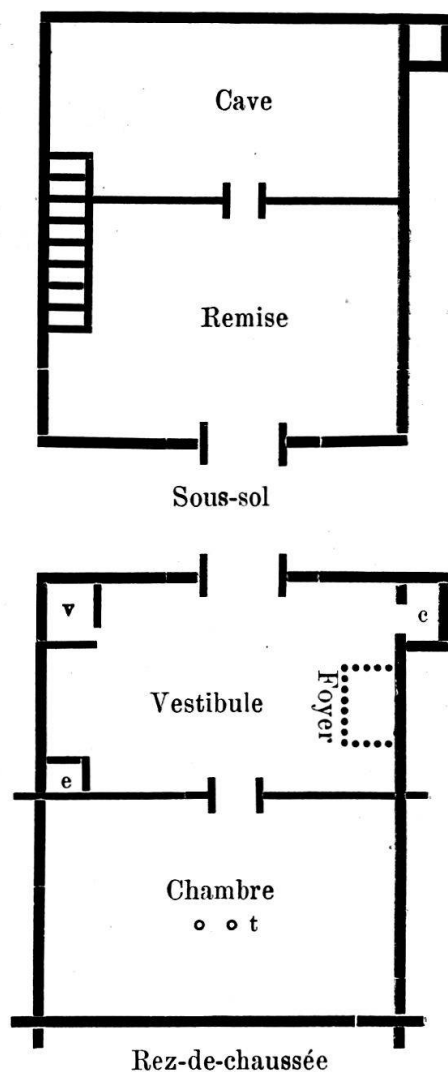 Cave
Remise
Sous-sol
v
c
Foyer
Vestibule
e
Chambre
t
Rez-de-chaussée